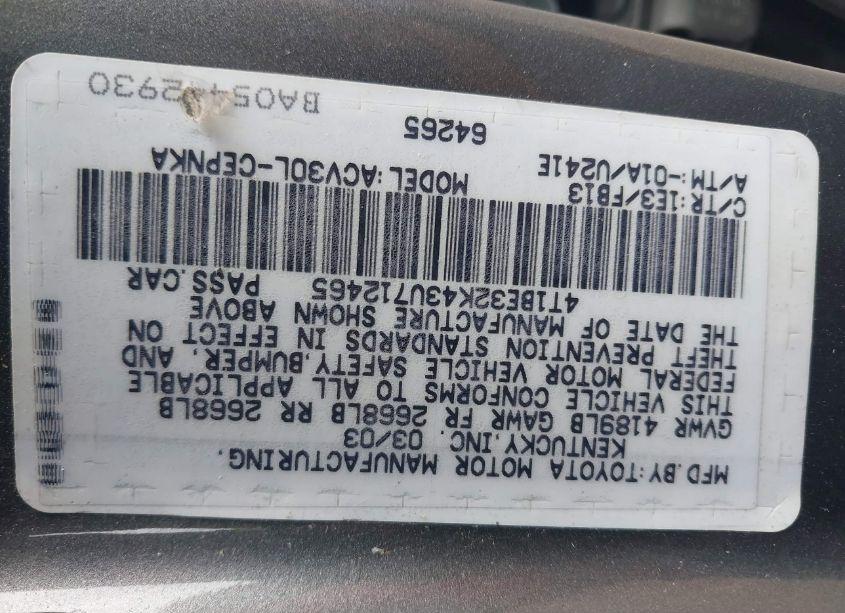 MFD.BY:TOYOTA MOTOR MANUFACTURING.
KENTUCKY,INC. 03/03
GVWR 4189LB GAWR FR. 2668LB RR 2668LB
THIS VEHICLE CONFORMS TO ALL APPLICABLE
FEDERAL MOTOR VEHICLE SAFETY,BUMPER, AND
THEFT PREVENTION STANDARDS IN EFFECT ON
THE DATE OF MANUFACTURE SHOWN ABOVE
4T1BE32K43U712465 PASS.CAR
C/TR:1E3/FB13 MODEL:ACV30L-CEPNKA
A/TM:-01A/U241E
64265